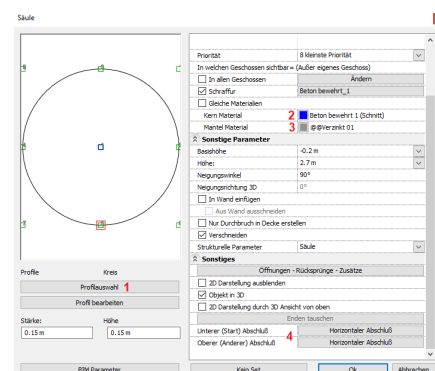 Säule
Priorität 8 kleinste Priorität
In welchen Geschossen sichtbar= (Außer eigenes Geschoss)
In allen Geschossen Ändern
Schraffur Beton bewehrt_1
Gleiche Materialien
Kern Material 2 Beton bewehrt 1 (Schnitt)
Mantel Material 3 @@Verzinkt 01
Sonstige Parameter
Basishöhe -0.2 m
Höhe: 2.7 m
Neigungswinkel 90°
Neigungsrichtung 3D 0°
In Wand einfügen
Aus Wand ausschneiden
Nur Durchbruch in Decke erstellen
Verschneiden
Strukturelle Parameter Säule
Sonstiges
Öffnungen - Rücksprünge - Zusätze
2D Darstellung ausblenden
Objekt in 3D
2D Darstellung durch 3D Ansicht von oben
Enden tauschen
Unterer (Start) Abschluß 4 Horizontaler Abschluß
Oberer (Anderer) Abschluß Horizontaler Abschluß
Profile Kreis
Profilauswahl 1
Profil bearbeiten
Stärke: Höhe
0.15 m 0.15 m
BIM Parameter Kein Set Ok Abbrechen